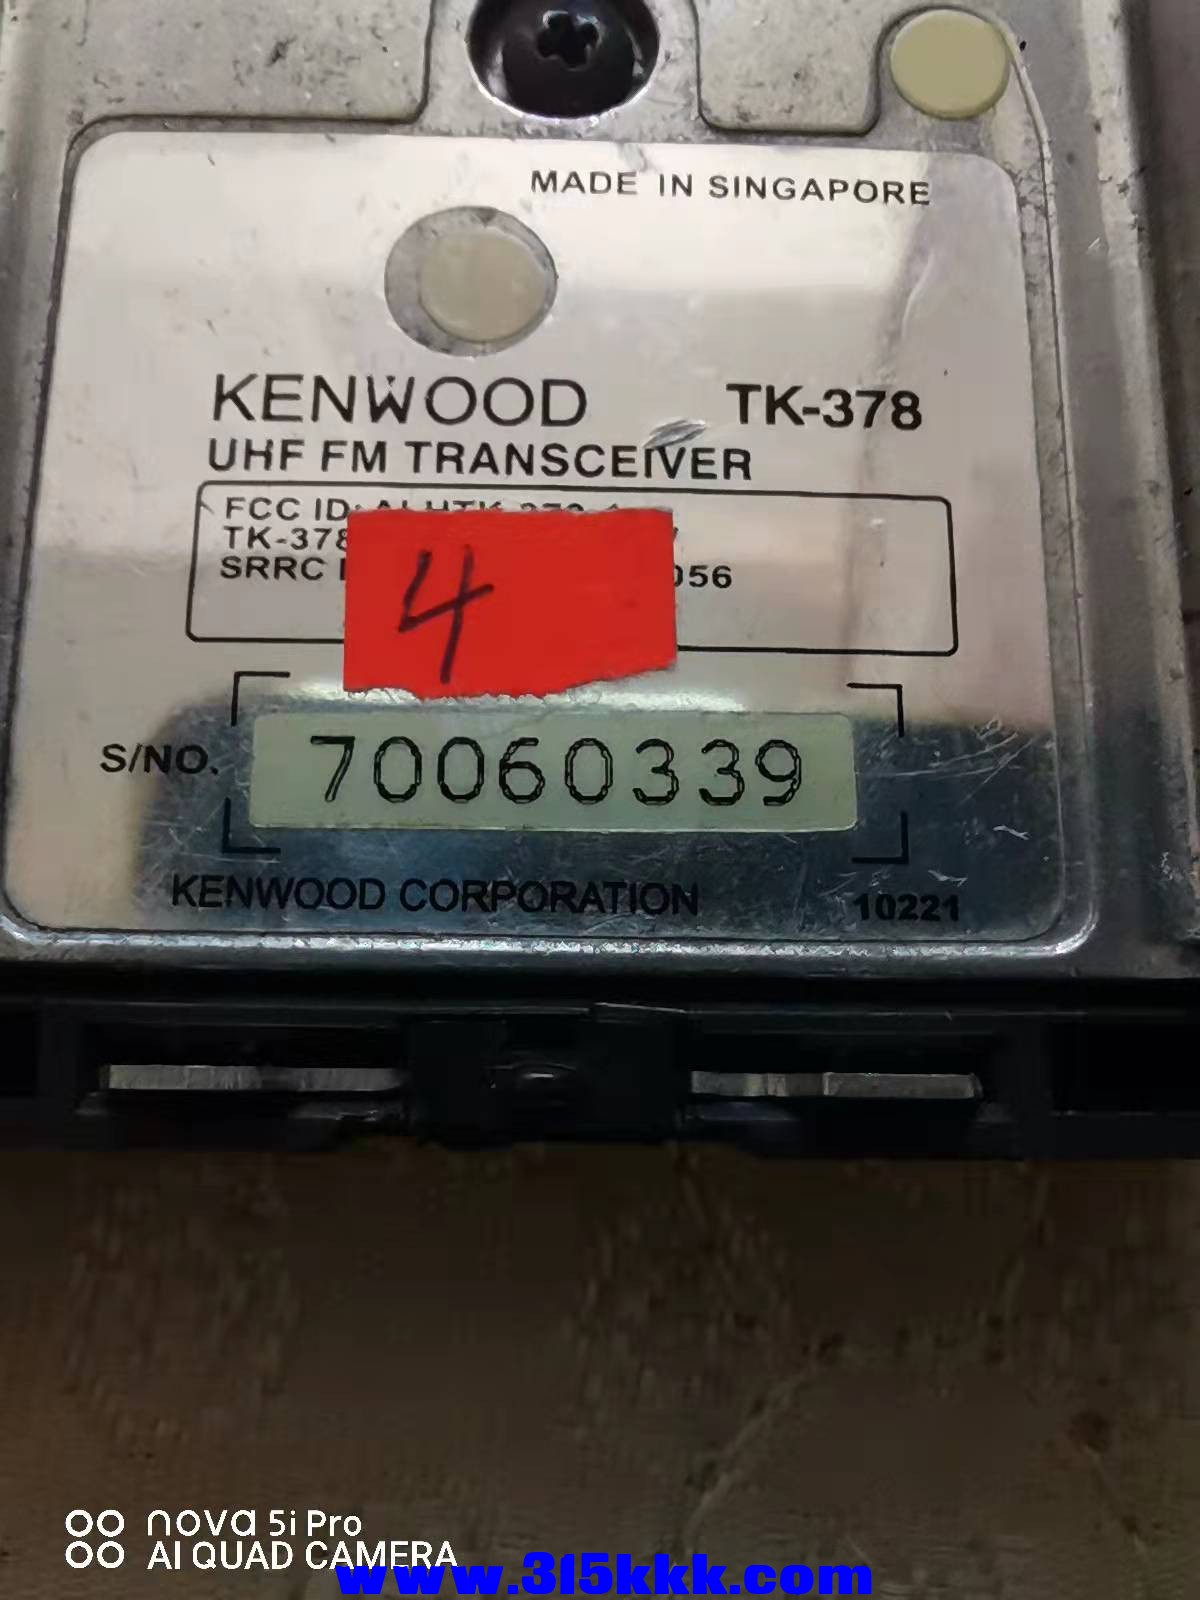 MADE IN SINGAPORE
KENWOOD TK-378
UHF FM TRANSCEIVER
FCC ID:
TK-378
SRRC 056
4
S/NO. 70060339
KENWOOD CORPORATION 10221
nova 5i Pro
AI QUAD CAMERA
www.315kkk.com